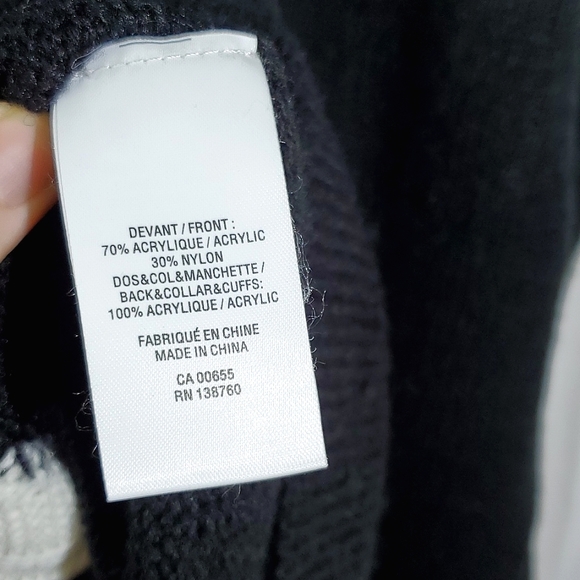 DEVANT / FRONT :
70% ACRYLIQUE / ACRYLIC
30% NYLON
DOS&COL&MANCHETTE /
BACK&COLLAR&CUFFS:
100% ACRYLIQUE / ACRYLIC
FABRIQUÉ EN CHINE
MADE IN CHINA
CA 00655
RN 138760